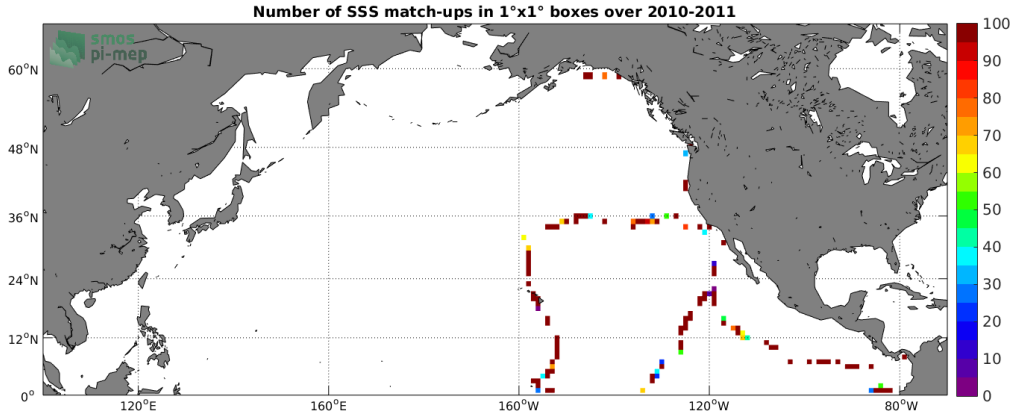 Number of SSS match-ups in 1°x1° boxes over 2010-2011
smos
pi-mep
60°N
48°N
36°N
24°N
12°N
0°
120°E
160°E
160°W
120°W
80°W
100
90
80
70
60
50
40
30
20
10
0